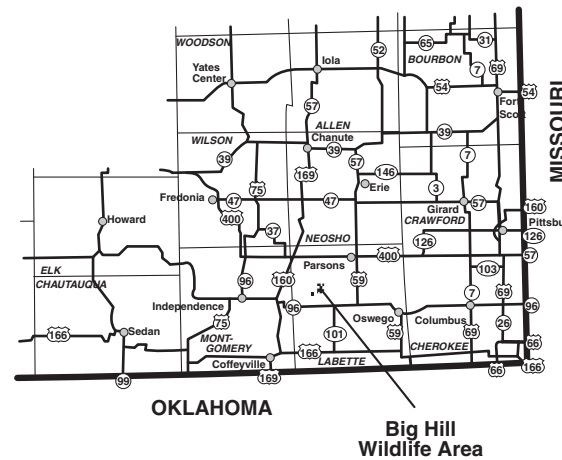 WOODSON
52
65
31
BOURBON
69
Iola
Yates
Center
7
54
54
Fort
Scott
MISSOURI
57
ALLEN
WILSON
Chanute
39
39
39
7
169
57
146
75
Erie
3
Fredonia
47
47
Girard
57
160
400
CRAWFORD
Pittsbu
Howard
37
NEOSHO
126
126
Parsons
400
57
ELK
103
CHAUTAUQUA
96
160
59
69
Independence
7
96
96
Oswego
Columbus
75
101
59
69
26
166
Sedan
MONT-
GOMERY
166
CHEROKEE
66
Coffeyville
LABETTE
99
169
66
166
OKLAHOMA
Big Hill
Wildlife Area